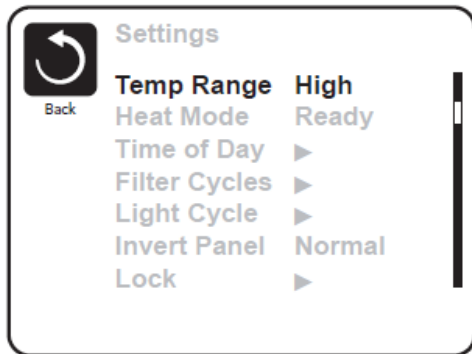 Settings
Back
Temp Range High
Heat Mode Ready
Time of Day ▶
Filter Cycles ▶
Light Cycle ▶
Invert Panel Normal
Lock ▶